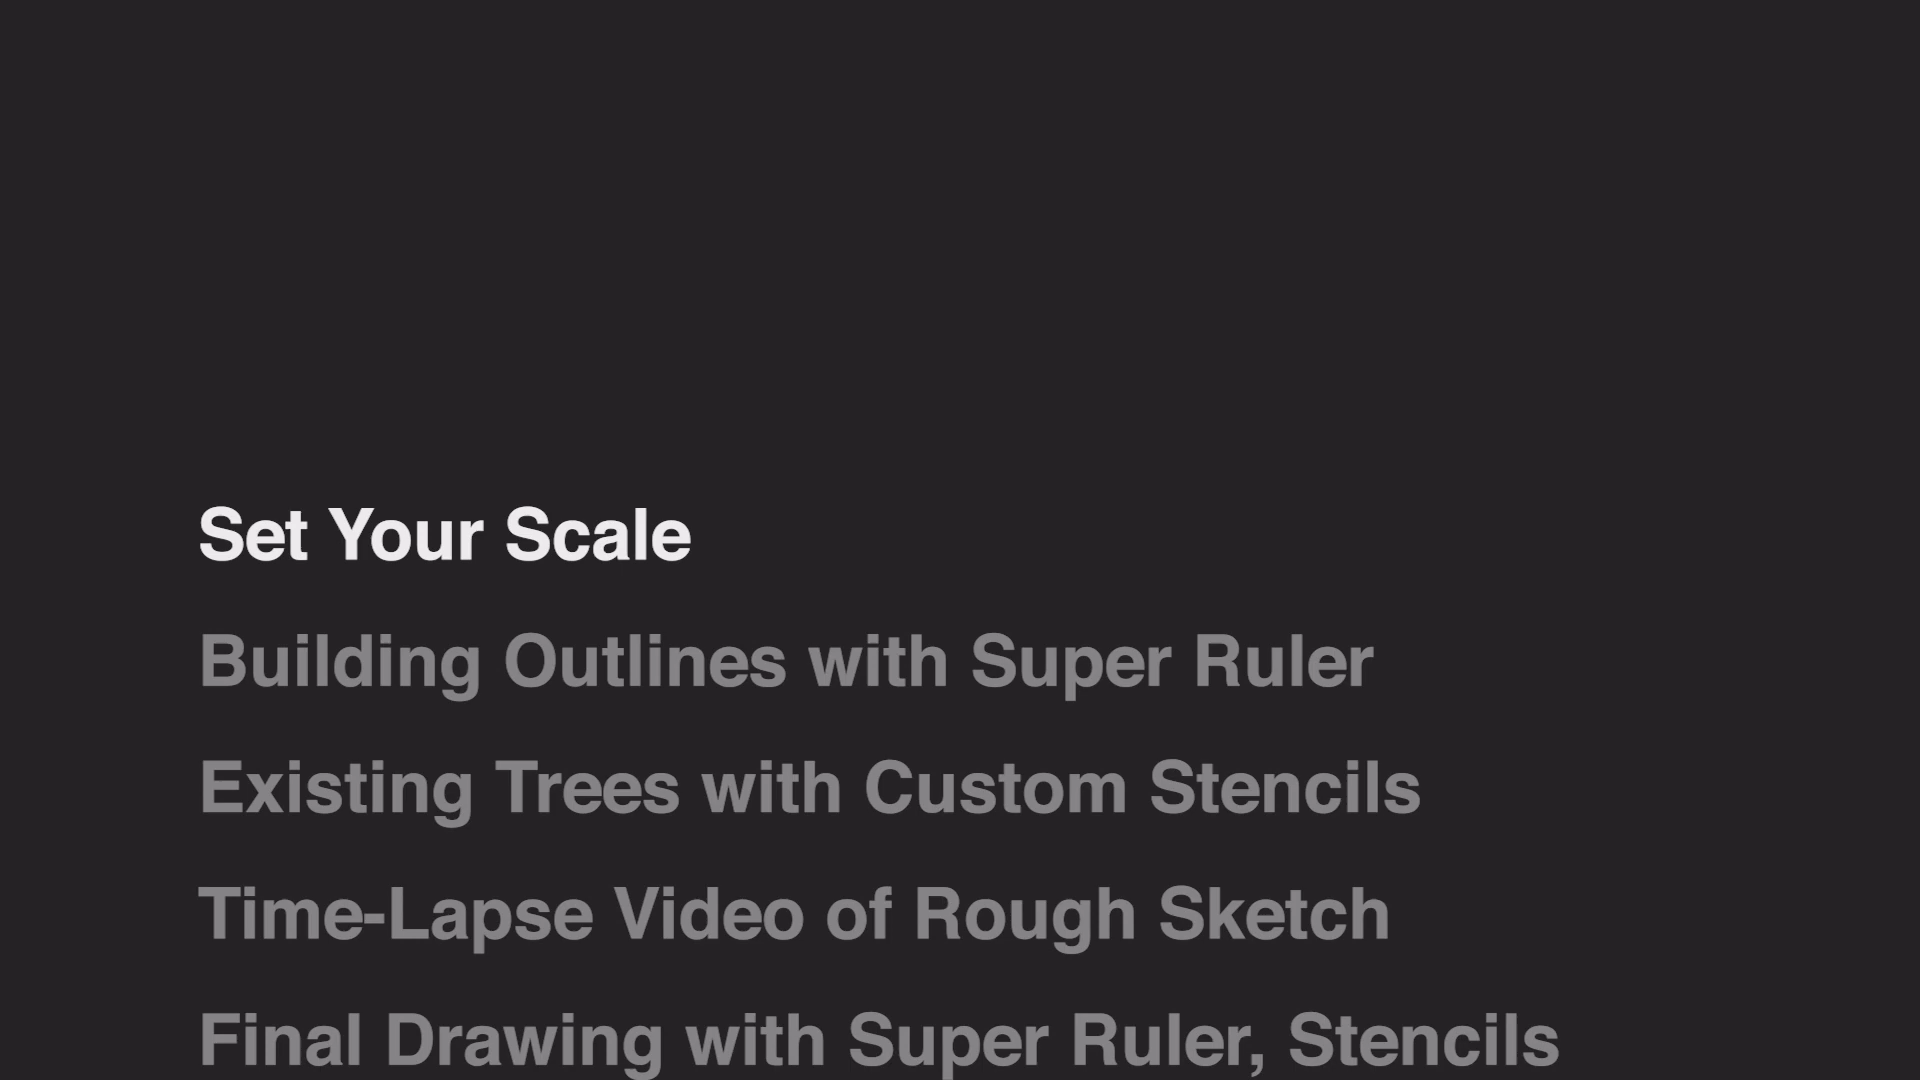 Set Your Scale
Building Outlines with Super Ruler
Existing Trees with Custom Stencils
Time-Lapse Video of Rough Sketch
Final Drawing with Super Ruler, Stencils